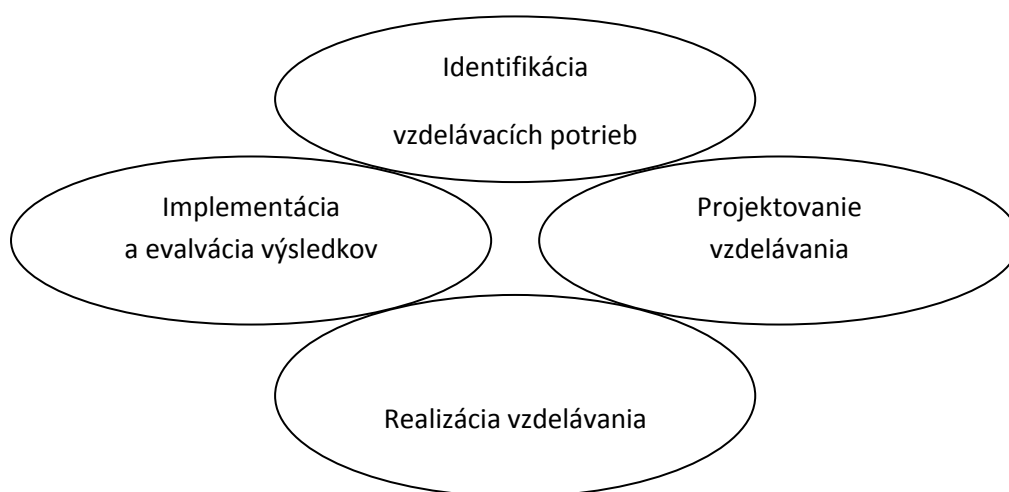 Identifikácia
vzdelávacích potrieb
Implementácia
a evalvácia výsledkov
Projektovanie
vzdelávania
Realizácia vzdelávania